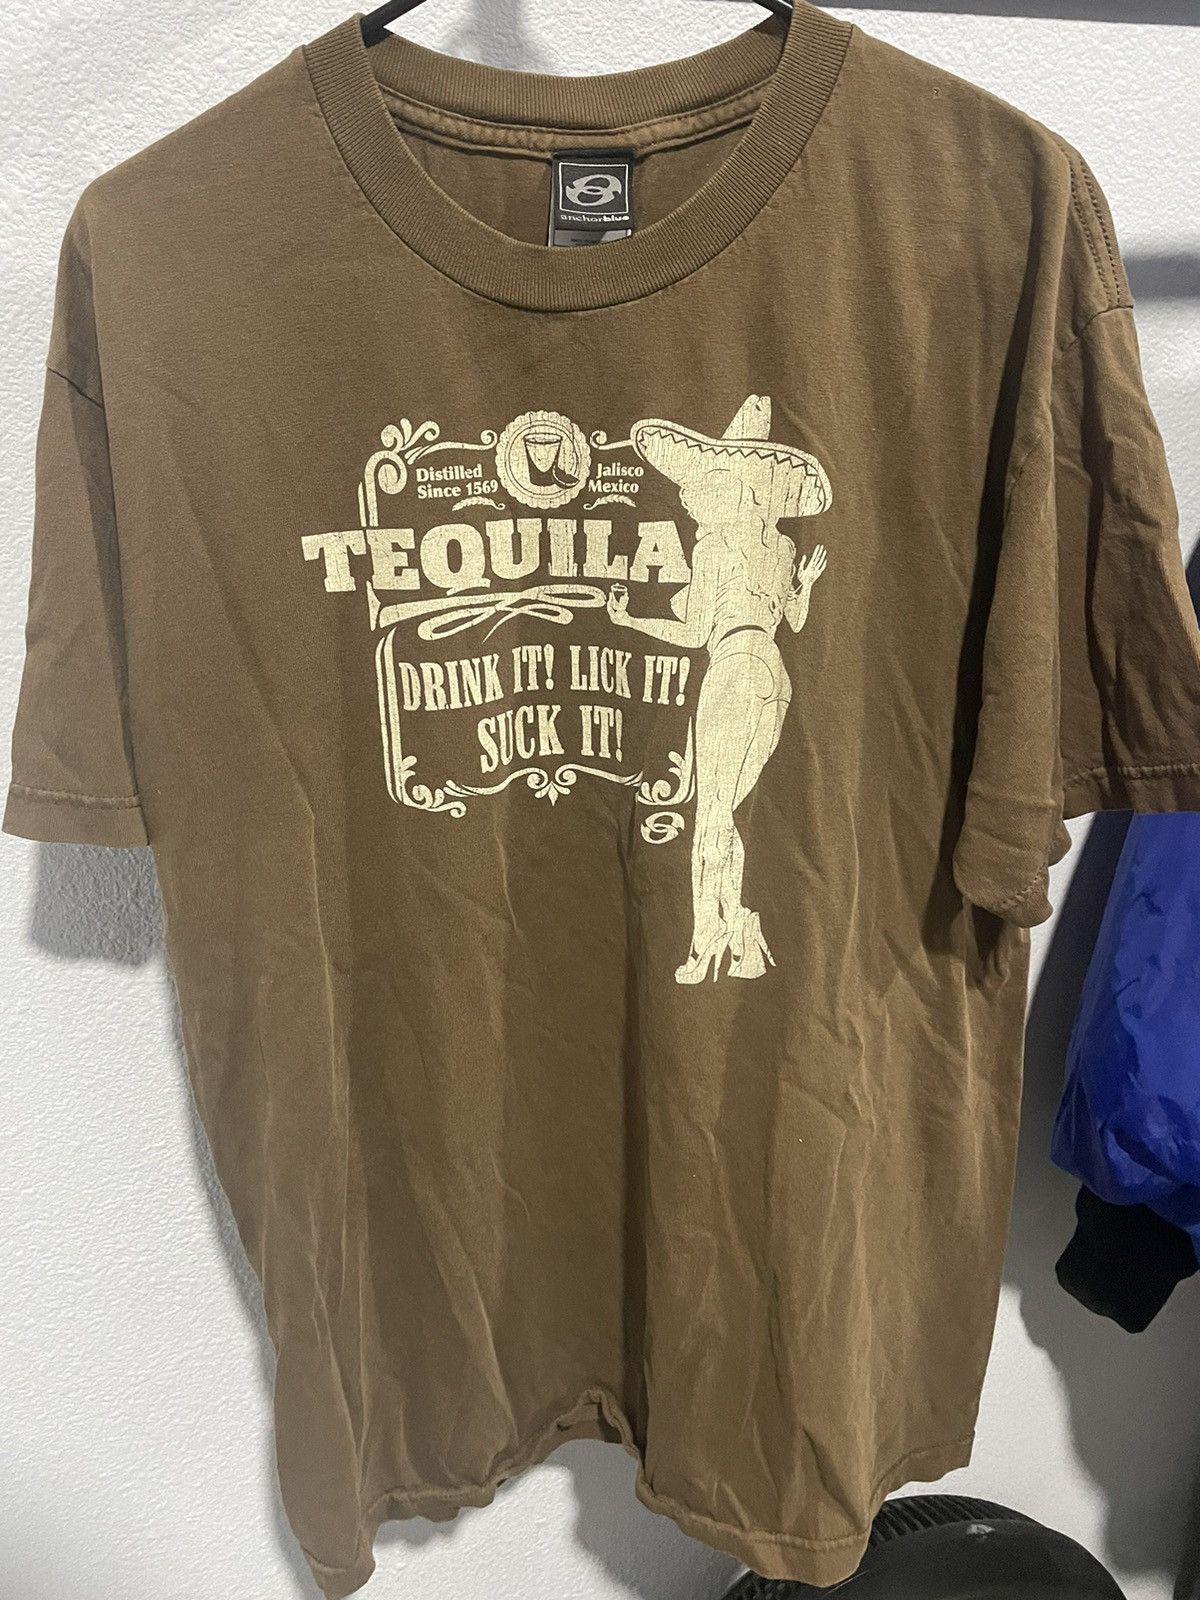 anchorblue
Distilled
Since 1569
Jalisco
Mexico
TEQUILA
DRINK IT! LICK IT!
SUCK IT!